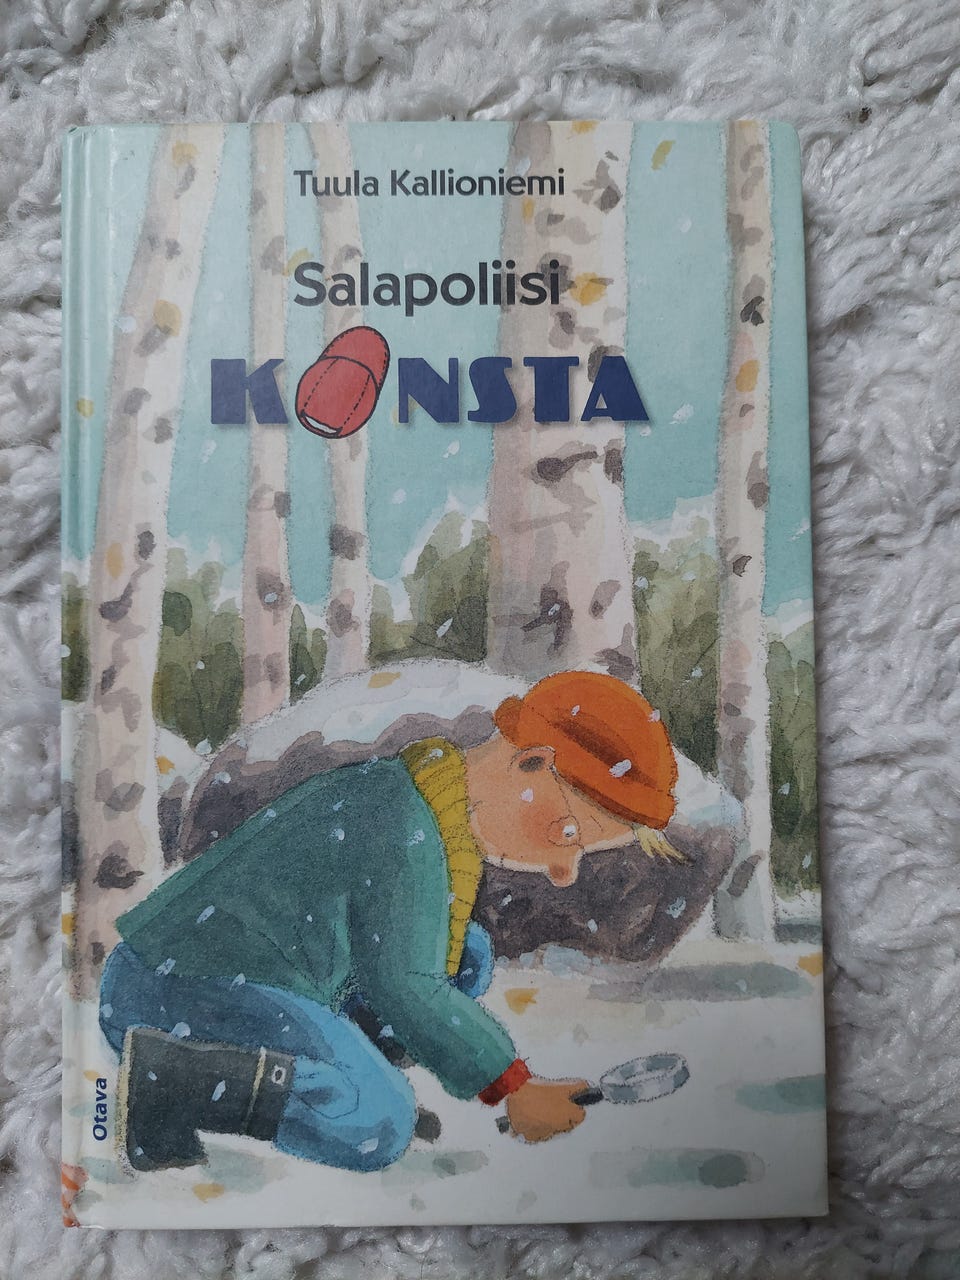 Tuula Kallioniemi
Salapoliisi
KONSTA
Otava